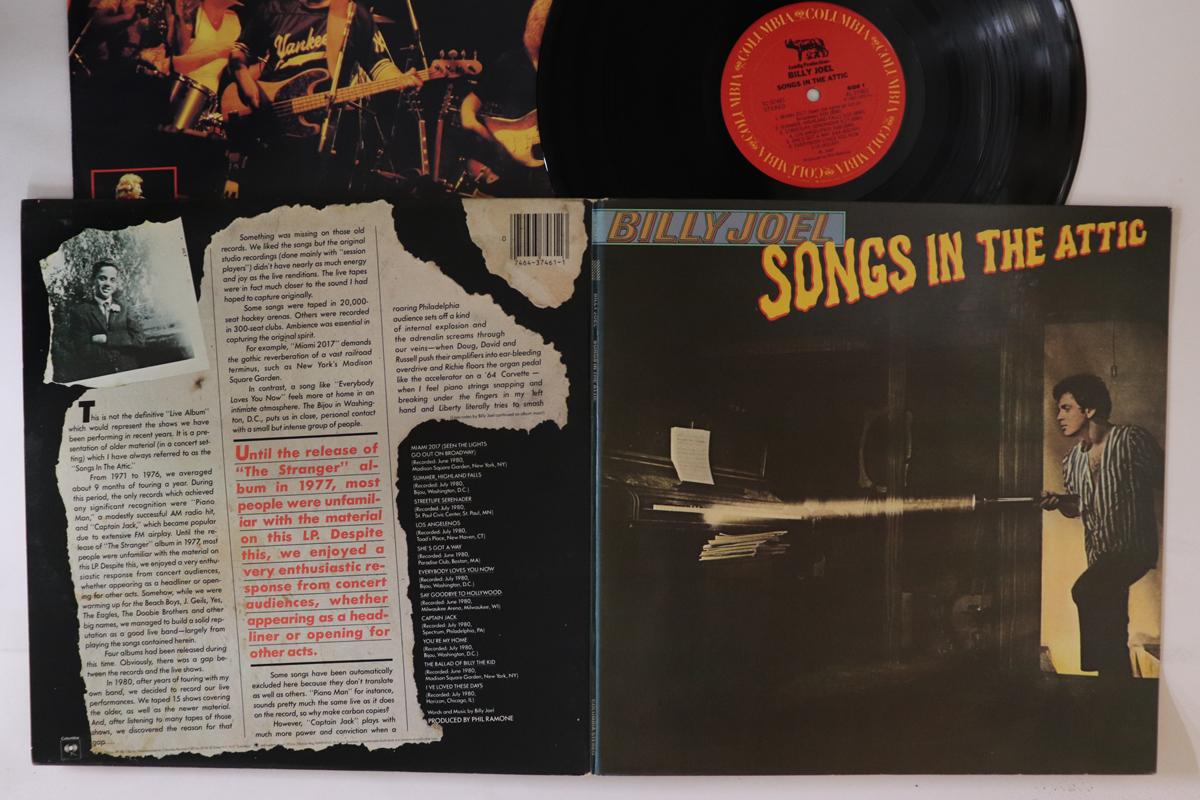 Yankee
COLUMBIA COLUMBIA COLUMBIA
Family Productions
BILLY JOEL
SONGS IN THE ATTIC
STEREO
SIDE 1
0
7464-37461-1
This is not the definitive "Live Album"
which would represent the shows we have
been performing in recent years. It is a pre-
sentation of older material (in a concert set-
ting) which I have always referred to as the
"Songs In The Attic."
From 1971 to 1976, we averaged
about 9 months of touring a year. During
this period, the only records which achieved
any significant recognition were "Piano
Man," a modestly successful AM radio hit,
and "Captain Jack," which became popular
due to extensive FM airplay. Until the re-
lease of "The Stranger" album in 1977, most
people were unfamiliar with the material on
this LP. Despite this, we enjoyed a very enthu-
siastic response from concert audiences,
whether appearing as a headliner or open-
ing for other acts. Somehow, while we were
warming up for the Beach Boys, J. Geils, Yes,
The Eagles, The Doobie Brothers and other
big names, we managed to build a solid rep-
utation as a good live band—largely from
playing the songs contained herein.
Four albums had been released during
this time. Obviously, there was a gap be-
tween the records and the live shows.
In 1980, after years of touring with my
own band, we decided to record our live
performances. We taped 15 shows covering
the older, as well as the newer material.
And, after listening to many tapes of those
shows, we discovered the reason for that
gap.
Something was missing on those old
records. We liked the songs but the original
studio recordings (done mainly with "session
players") didn't have nearly as much energy
and joy as the live renditions. The live tapes
were in fact much closer to the sound I had
hoped to capture originally.
Some songs were taped in 20,000-
seat hockey arenas. Others were recorded
in 300-seat clubs. Ambience was essential in
capturing the original spirit.
For example, "Miami 2017" demands
the gothic reverberation of a vast railroad
terminus, such as New York's Madison
Square Garden.
In contrast, a song like "Everybody
Loves You Now" feels more at home in an
intimate atmosphere. The Bijou in Washing-
ton, D.C., puts us in close, personal contact
with a small but intense group of people.
Until the release of
"The Stranger" al-
bum in 1977, most
people were unfamil-
iar with the material
on this LP. Despite
this, we enjoyed a
very enthusiastic re-
sponse from concert
audiences, whether
appearing as a head-
liner or opening for
other acts.
Some songs have been automatically
excluded here because they don't translate
as well as others. "Piano Man" for instance,
sounds pretty much the same live as it does
on the record, so why make carbon copies?
However, "Captain Jack" plays with
much more power and conviction when a
roaring Philadelphia
audience sets off a kind
of internal explosion and
the adrenalin screams through
our veins—when Doug, David and
Russell push their amplifiers into ear-bleeding
overdrive and Richie floors the organ pedal
like the accelerator on a '64 Corvette—
when I feel piano strings snapping and
breaking under the fingers in my left
hand and Liberty literally tries to smash
(Liner notes by Billy Joel continued on album insert)
MIAMI 2017 (SEEN THE LIGHTS
GO OUT ON BROADWAY)
(Recorded: June 1980,
Madison Square Garden, New York, NY)
SUMMER, HIGHLAND FALLS
(Recorded: July 1980,
Bijou, Washington, D.C.)
STREETLIFE SERENADER
(Recorded: July 1980,
St. Paul Civic Center, St. Paul, MN)
LOS ANGELENOS
(Recorded: July 1980,
Toad's Place, New Haven, CT)
SHE'S GOT A WAY
(Recorded: June 1980,
Paradise Club, Boston, MA)
EVERYBODY LOVES YOU NOW
(Recorded: July 1980,
Bijou, Washington, D.C.)
SAY GOODBYE TO HOLLYWOOD
(Recorded: June 1980,
Milwaukee Arena, Milwaukee, WI)
CAPTAIN JACK
(Recorded: July 1980,
Spectrum, Philadelphia, PA)
YOU'RE MY HOME
(Recorded: July 1980,
Bijou, Washington, D.C.)
THE BALLAD OF BILLY THE KID
(Recorded: June 1980,
Madison Square Garden, New York, NY)
I'VE LOVED THESE DAYS
(Recorded: July 1980,
Horizon, Chicago, IL)
Words and Music by Billy Joel
PRODUCED BY PHIL RAMONE
Columbia
BILLY JOEL SONGS IN THE ATTIC
BILLY JOEL
SONGS IN THE ATTIC